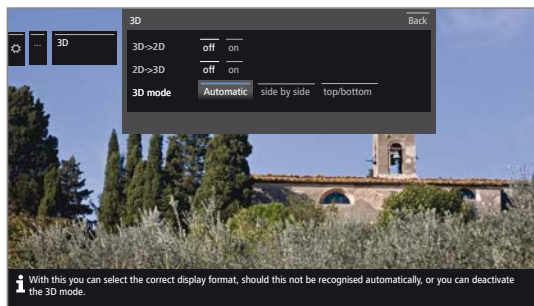 3D Back
... 3D
3D->2D off on
2D->3D off on
3D mode Automatic side by side top/bottom
i With this you can select the correct display format, should this not be recognised automatically, or you can deactivate
the 3D mode.